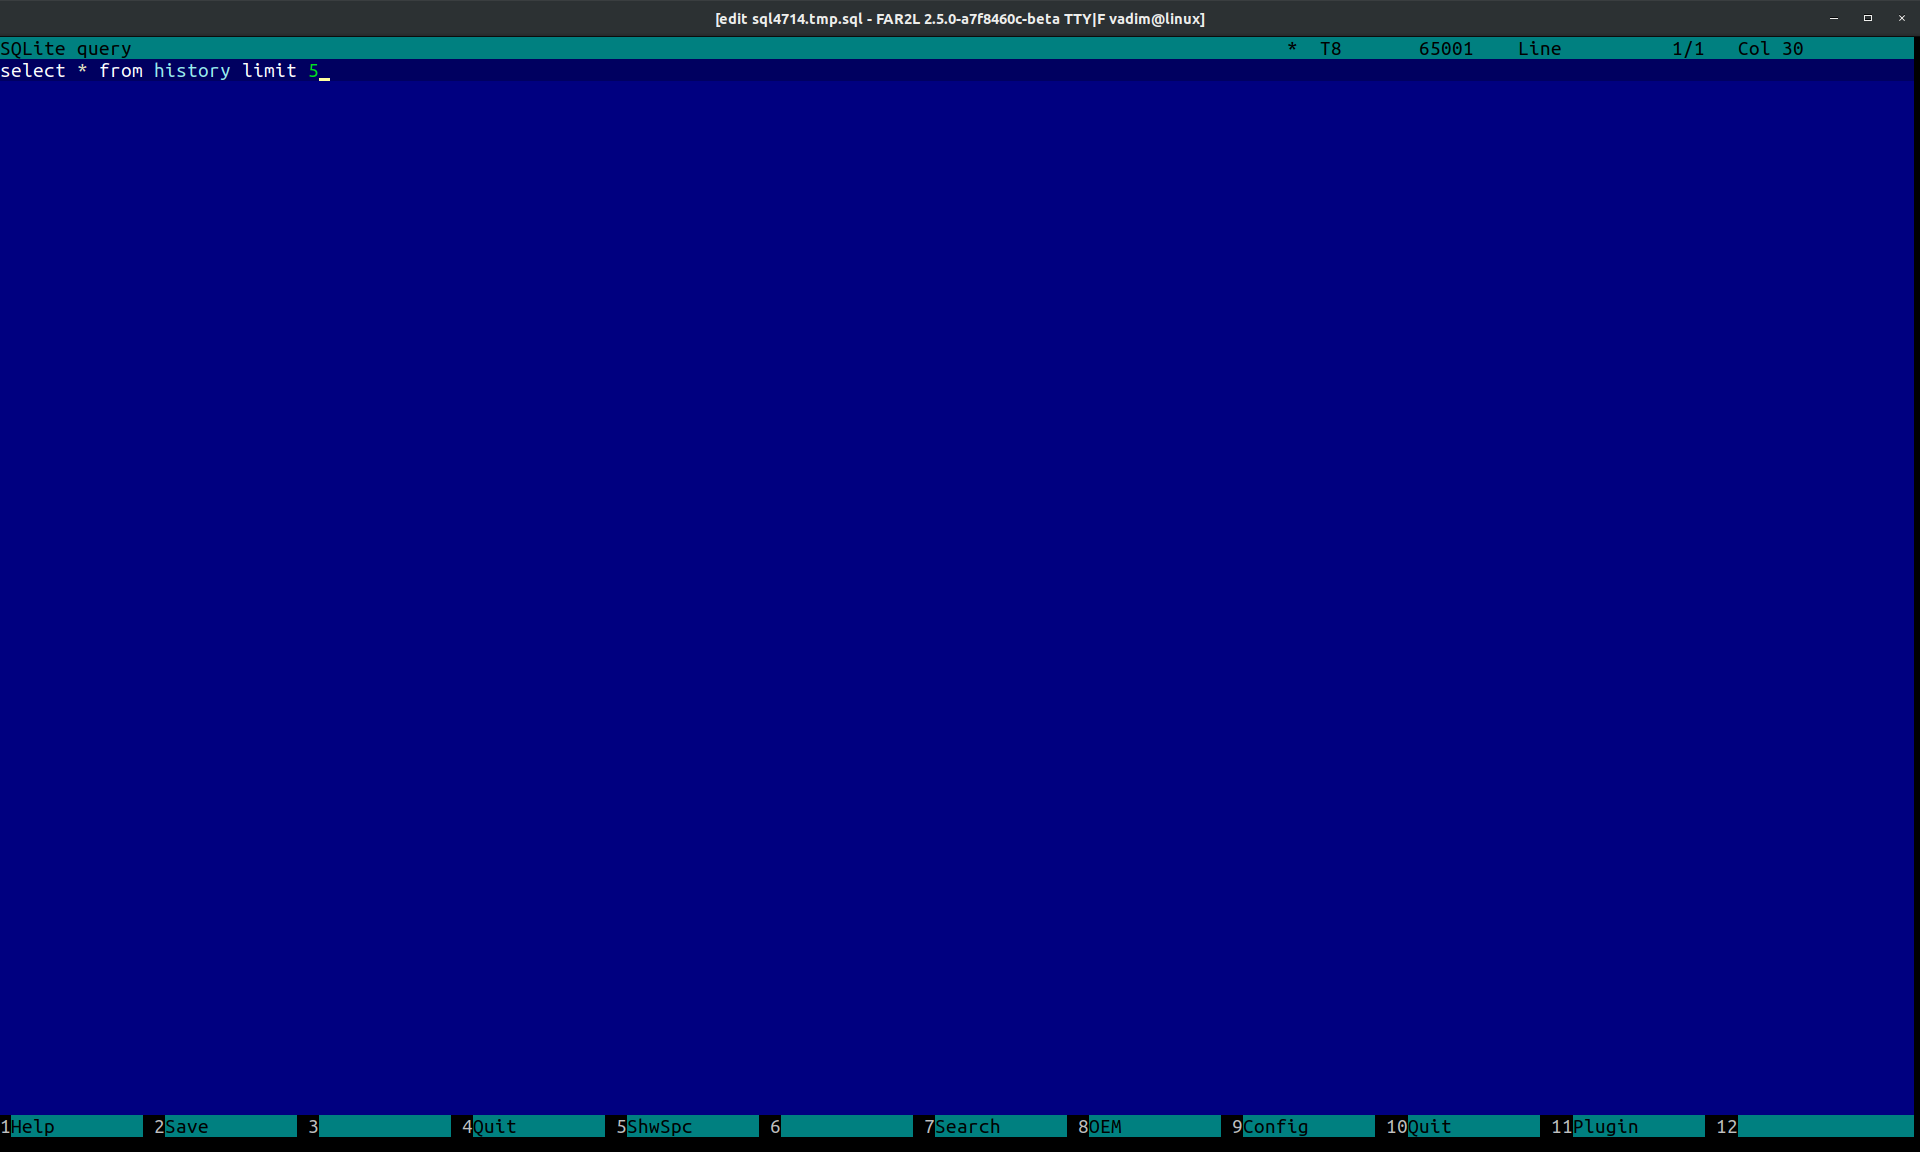 [edit sql4714.tmp.sql - FAR2L 2.5.0-a7f8460c-beta TTY|F vadim@linux]
SQLite query * T8 65001 Line 1/1 Col 30
select * from history limit 5
1Help 2Save 3 4Quit 5ShwSpc 6 7Search 8OEM 9Config 10Quit 11Plugin 12